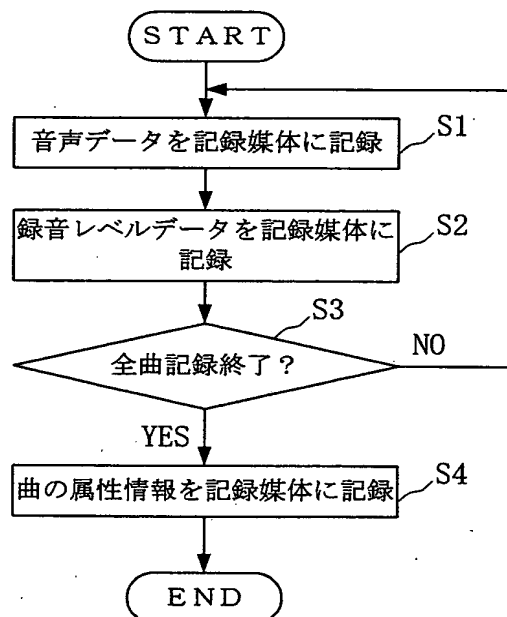 START
音声データを記録媒体に記録
S1
録音レベルデータを記録媒体に
記録
S2
S3
全曲記録終了?
NO
YES
曲の属性情報を記録媒体に記録
S4
END